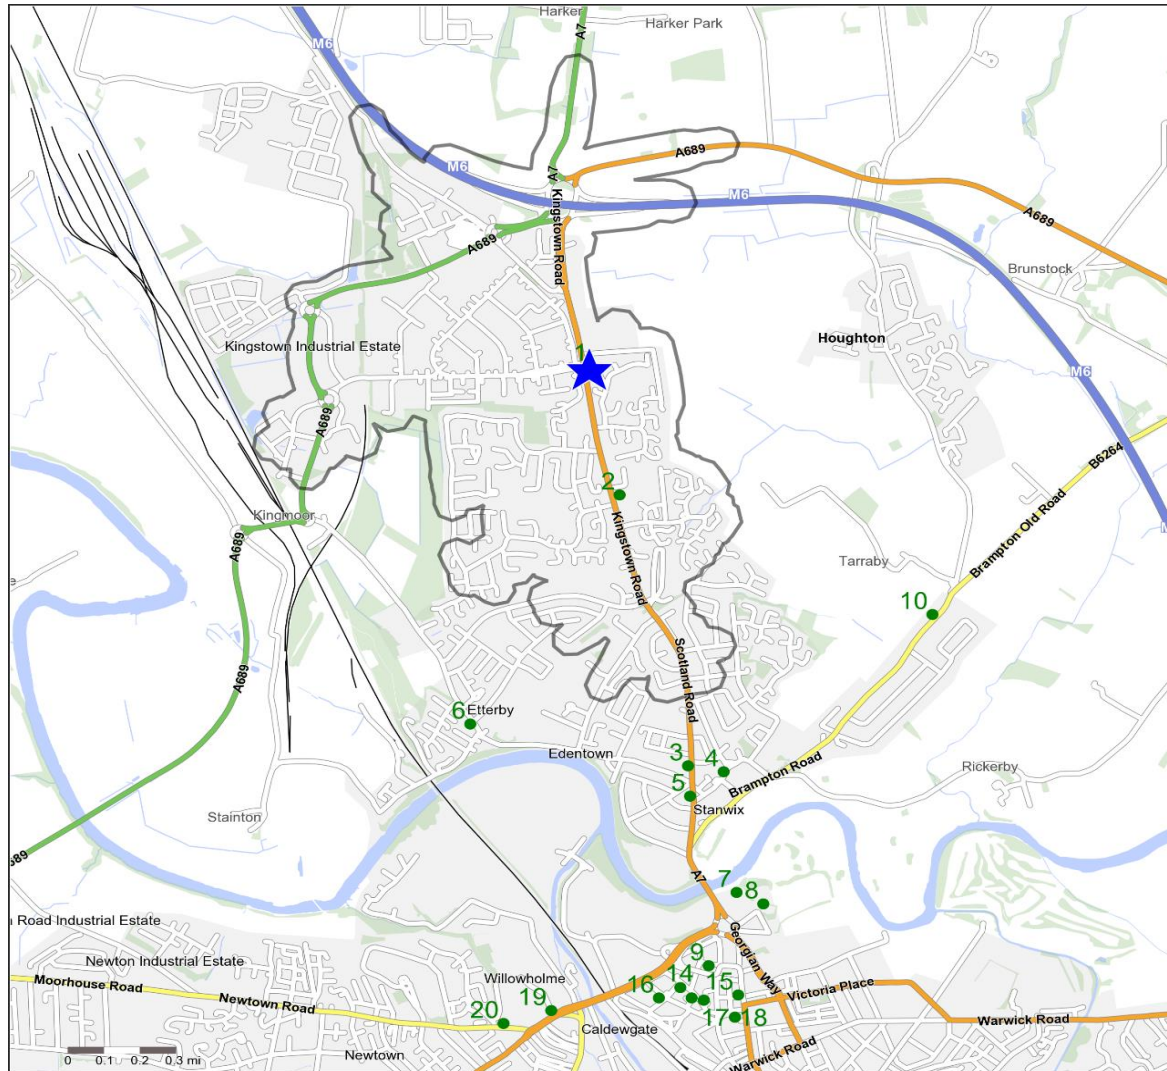 Harker
Harker Park
A7
M6
A689
M6
A7
M6
Kingstown Road
A689
A689
Brunstock
Houghton
Kingstown Industrial Estate
1
M6
A689
B6264
2
Kingmoor
Kingstown Road
Brampton Old Road
A689
Tarraby
10
Scotland Road
A689
6
Etterby
Edentown
3
4
Brampton Road
Rickerby
5
Stanwix
Stainton
689
A7
7
8
n Road Industrial Estate
Georgian Way
Newton Industrial Estate
9
Moorhouse Road
Willowholme
14
15
16
Victoria Place
Newtown Road
19
20
17
18
Warwick Road
Caldewgate
Newtown
Warwick Road
0 0.1 0.2 0.3 mi